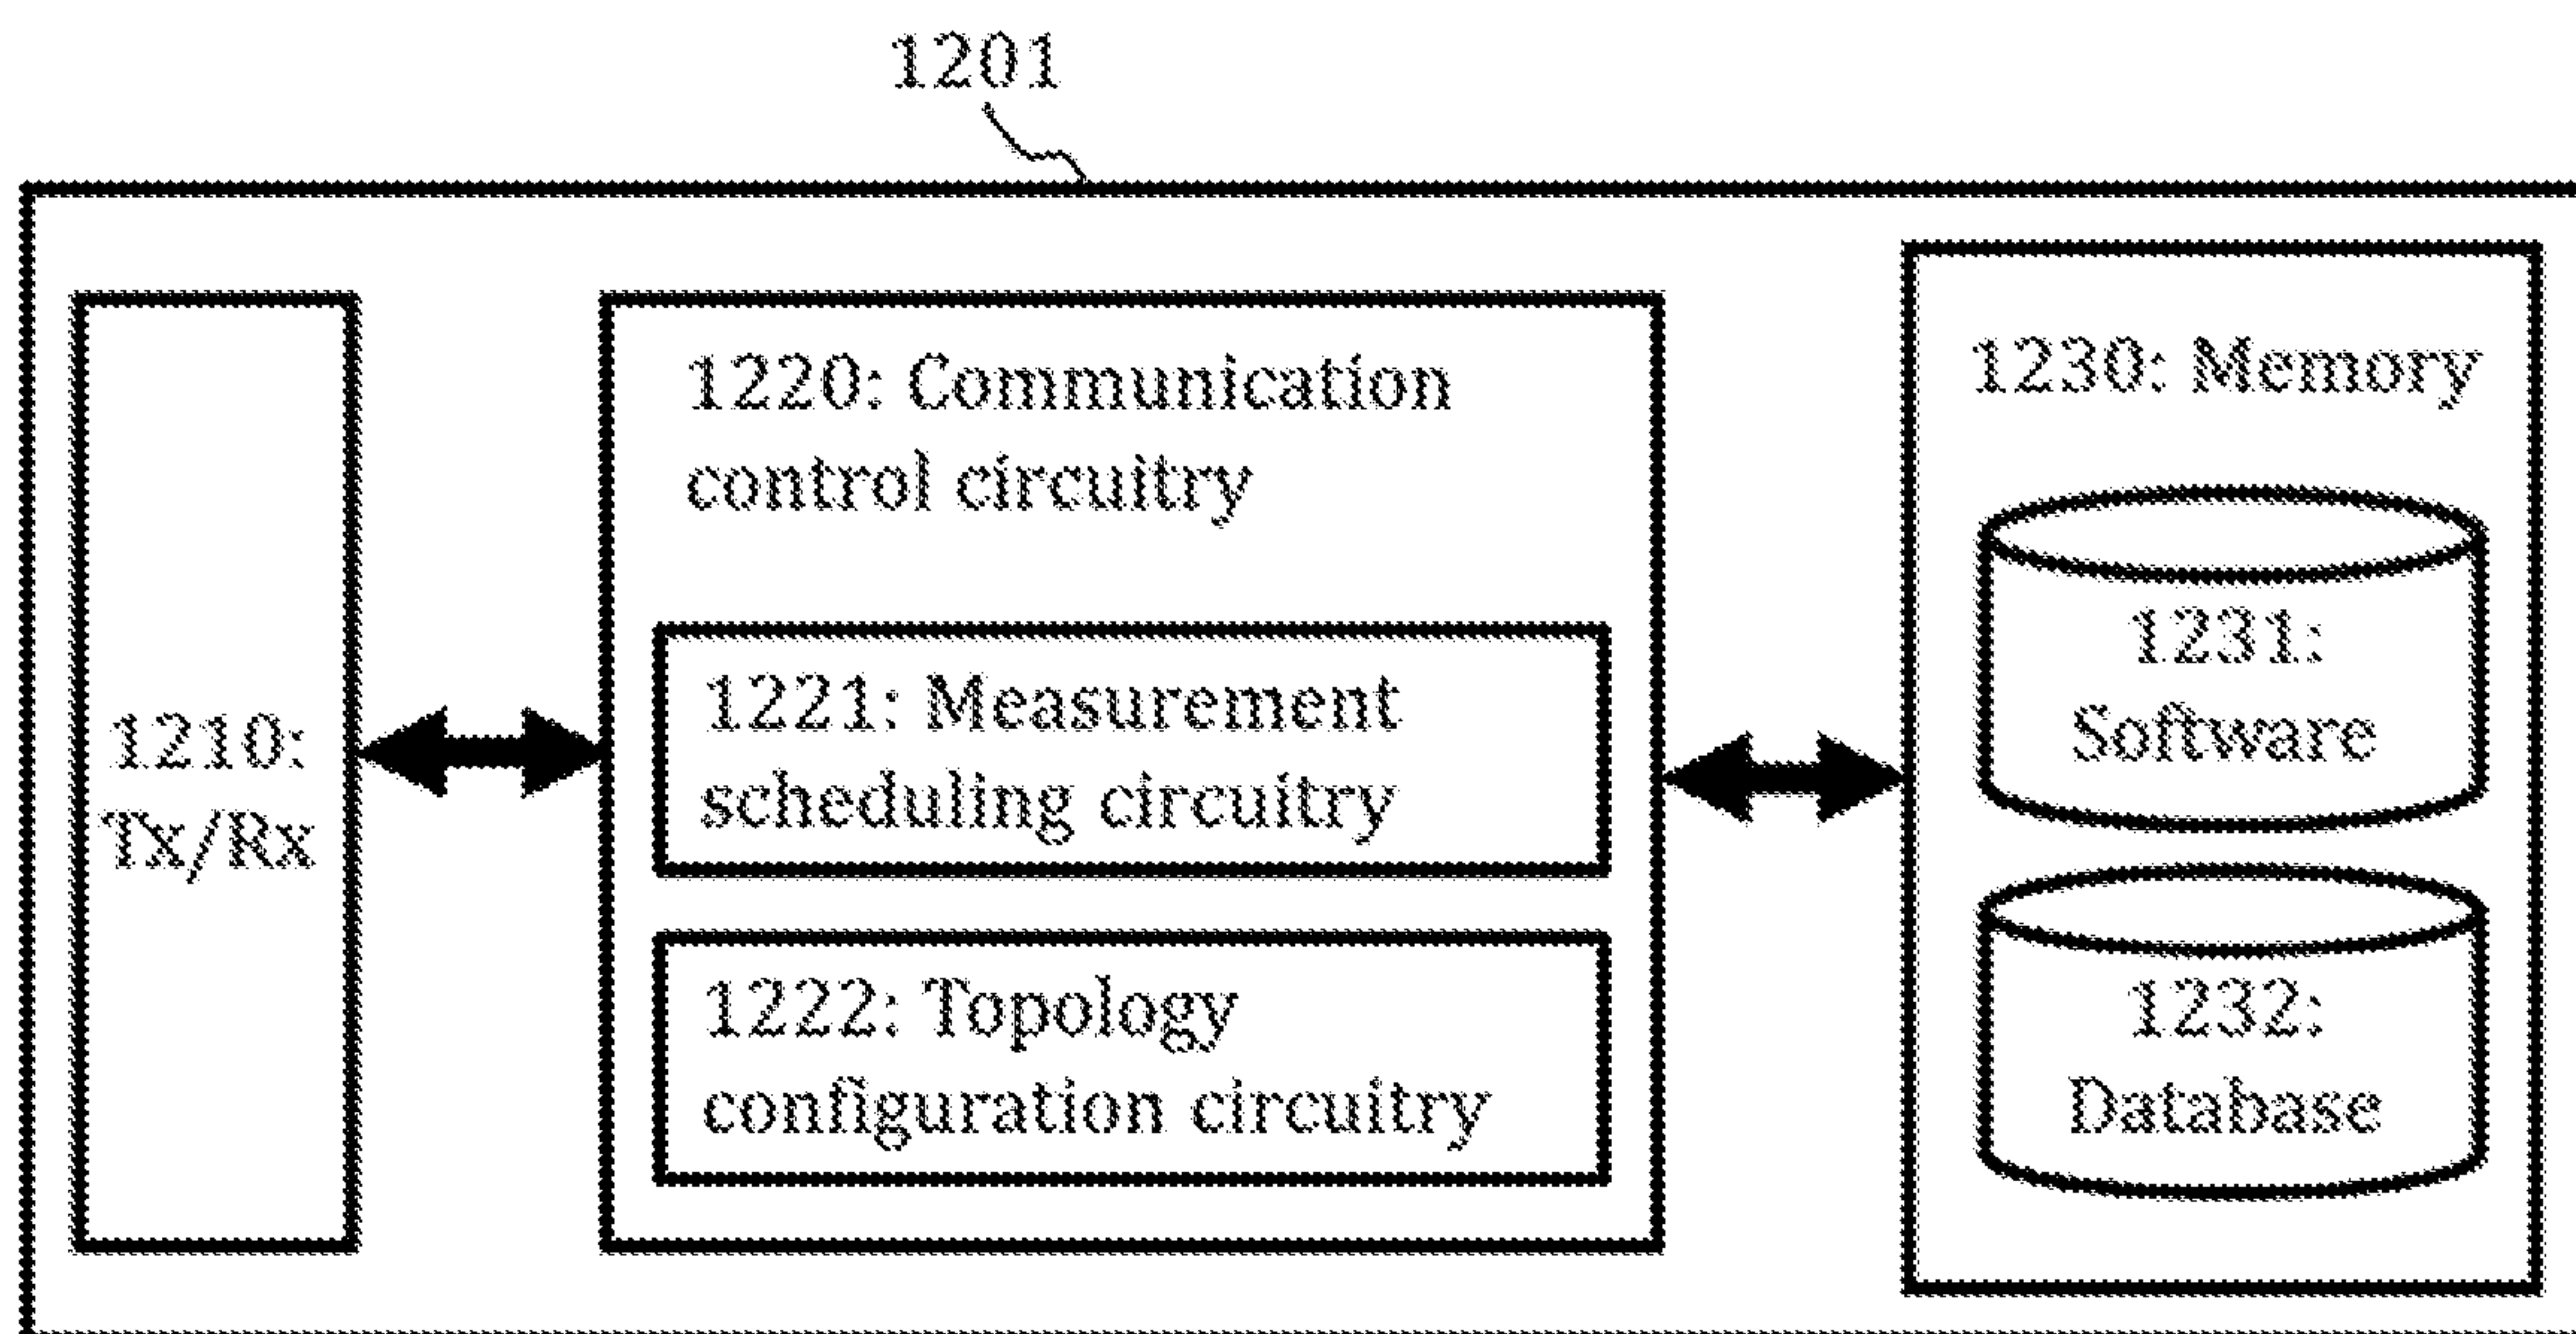 1201
1210:
Tx/Rx
1220: Communication
control circuitry
1221: Measurement
scheduling circuitry
1222: Topology
configuration circuitry
1230: Memory
1231:
Software
1232:
Database